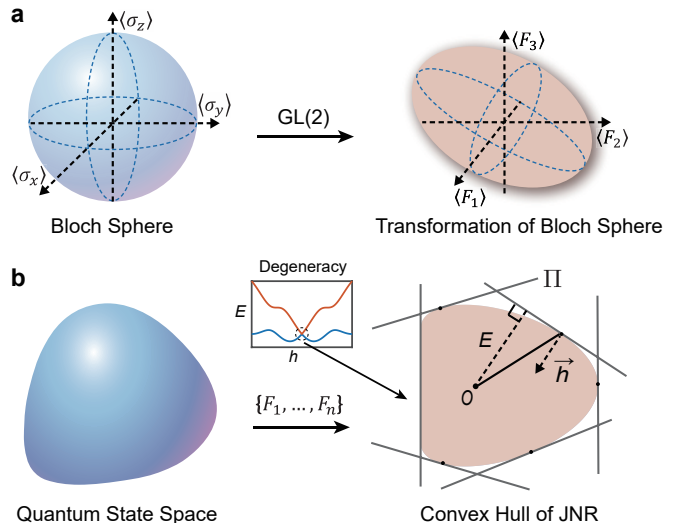 a
⟨σz⟩
⟨σy⟩
⟨σx⟩
Bloch Sphere
GL(2)
⟨F3⟩
⟨F2⟩
⟨F1⟩
Transformation of Bloch Sphere
b
Degeneracy
E
h
{F1, ..., Fn}
Quantum State Space
Π
E
h⃗
O
Convex Hull of JNR